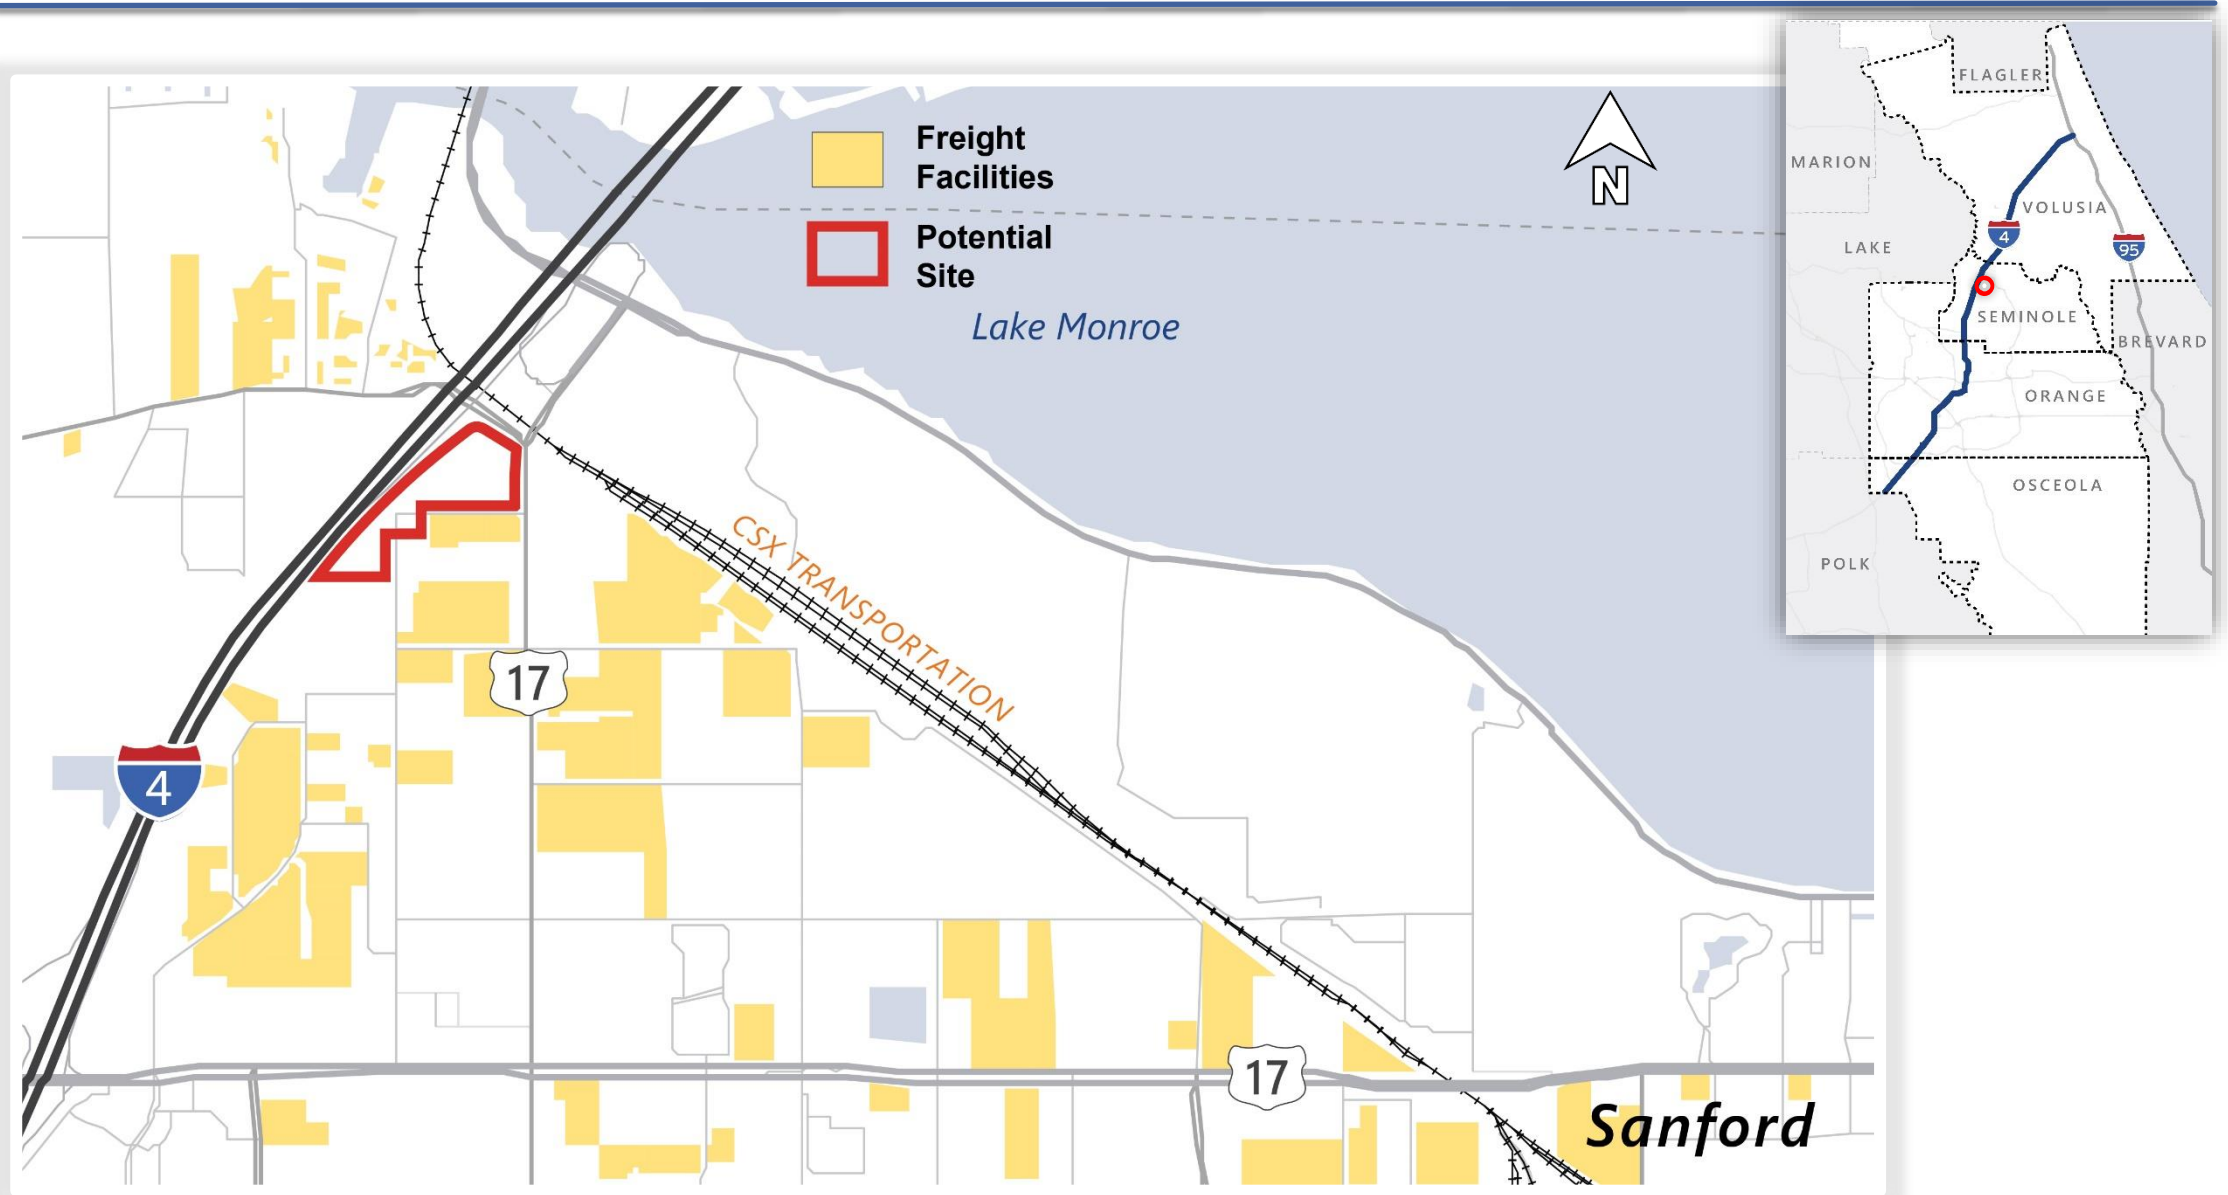 Freight
Facilities
Potential
Site
N
Lake Monroe
CSX TRANSPORTATION
17
4
17
Sanford
FLAGLER
MARION
VOLUSIA
4
LAKE
95
SEMINOLE
BREVARD
ORANGE
OSCEOLA
POLK